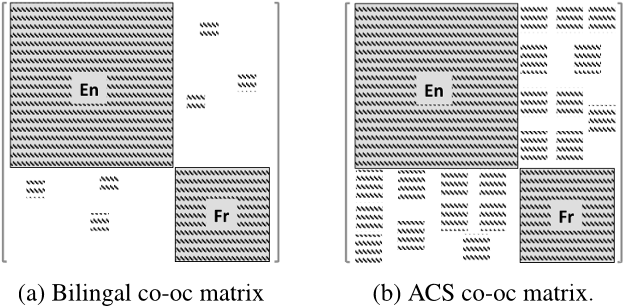 En
Fr
En
Fr
(a) Bilingal co-oc matrix
(b) ACS co-oc matrix.